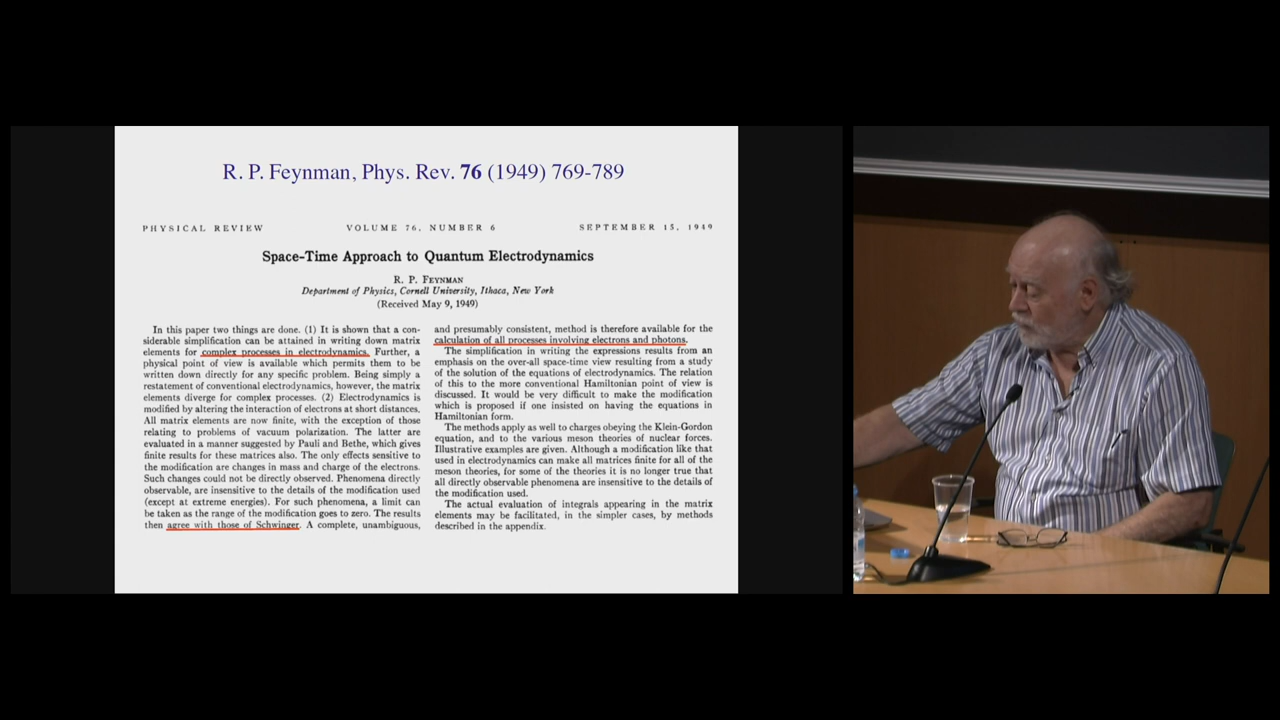 R. P. Feynman, Phys. Rev. 76 (1949) 769-789
PHYSICAL REVIEW VOLUME 76, NUMBER 6 SEPTEMBER 15, 1949
Space-Time Approach to Quantum Electrodynamics
R. P. Feynman
Department of Physics, Cornell University, Ithaca, New York
(Received May 9, 1949)
In this paper two things are done. (1) It is shown that a con-
siderable simplification can be attained in writing down matrix
elements for complex processes in electrodynamics. Further, a
physical point of view is available which permits them to be
written down directly for any specific problem. Being simply a
restatement of conventional electrodynamics, however, the matrix
elements diverge for complex processes. (2) Electrodynamics is
modified by altering the interaction of electrons at short distances.
All matrix elements are now finite, with the exception of those
relating to problems of vacuum polarization. The latter are
evaluated in a manner suggested by Pauli and Bethe, which gives
finite results for these matrices also. The only effects sensitive to
the modification are changes in mass and charge of the electrons.
Such changes could not be directly observed. Phenomena directly
observable, are insensitive to the details of the modification used
(except at extreme energies). For such phenomena, a limit can
be taken as the range of the modification goes to zero. The results
then agree with those of Schwinger. A complete, unambiguous,
and presumably consistent, method is therefore available for the
calculation of all processes involving electrons and photons.
The simplification in writing the expressions results from an
emphasis on the over-all space-time view resulting from a study
of the solution of the equations of electrodynamics. The relation
of this to the more conventional Hamiltonian point of view is
discussed. It would be very difficult to make the modification
which is proposed if one insisted on having the equations in
Hamiltonian form.
The methods apply as well to charges obeying the Klein-Gordon
equation, and to the various meson theories of nuclear forces.
Illustrative examples are given. Although a modification like that
used in electrodynamics can make all matrices finite for all of the
meson theories, for some of the theories it is no longer true that
all directly observable phenomena are insensitive to the details of
the modification used.
The actual evaluation of integrals appearing in the matrix
elements may be facilitated, in the simpler cases, by methods
described in the appendix.